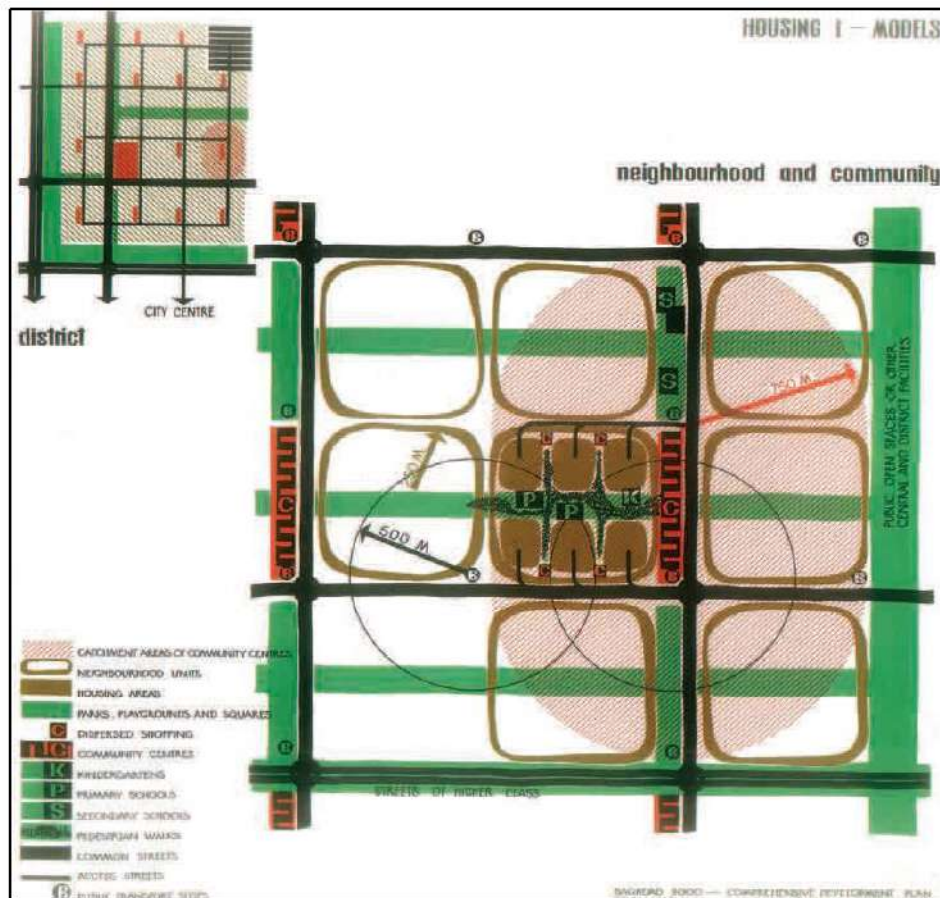 HOUSING I – MODELS
neighbourhood and community
CITY CENTRE
district
S
S
750 M
250 M
P
P
K
C
C
C
C
C
C
500 M
PUBLIC OPEN SPACES OR OTHER
CENTRAL AND DISTRICT FACILITIES
STREETS OF HIGHER CLASS
CATCHMENT AREAS OF COMMUNITY CENTRES
NEIGHBOURHOOD UNITS
HOUSING AREAS
PARKS, PLAYGROUNDS AND SQUARES
C DISPERSED SHOPPING
C COMMUNITY CENTRES
K KINDERGARTENS
P PRIMARY SCHOOLS
S SECONDARY SCHOOLS
PEDESTRIAN WALKS
COMMON STREETS
ACCESS STREETS
PUBLIC TRANSPORT
— COMPREHENSIVE DEVELOPMENT PLAN